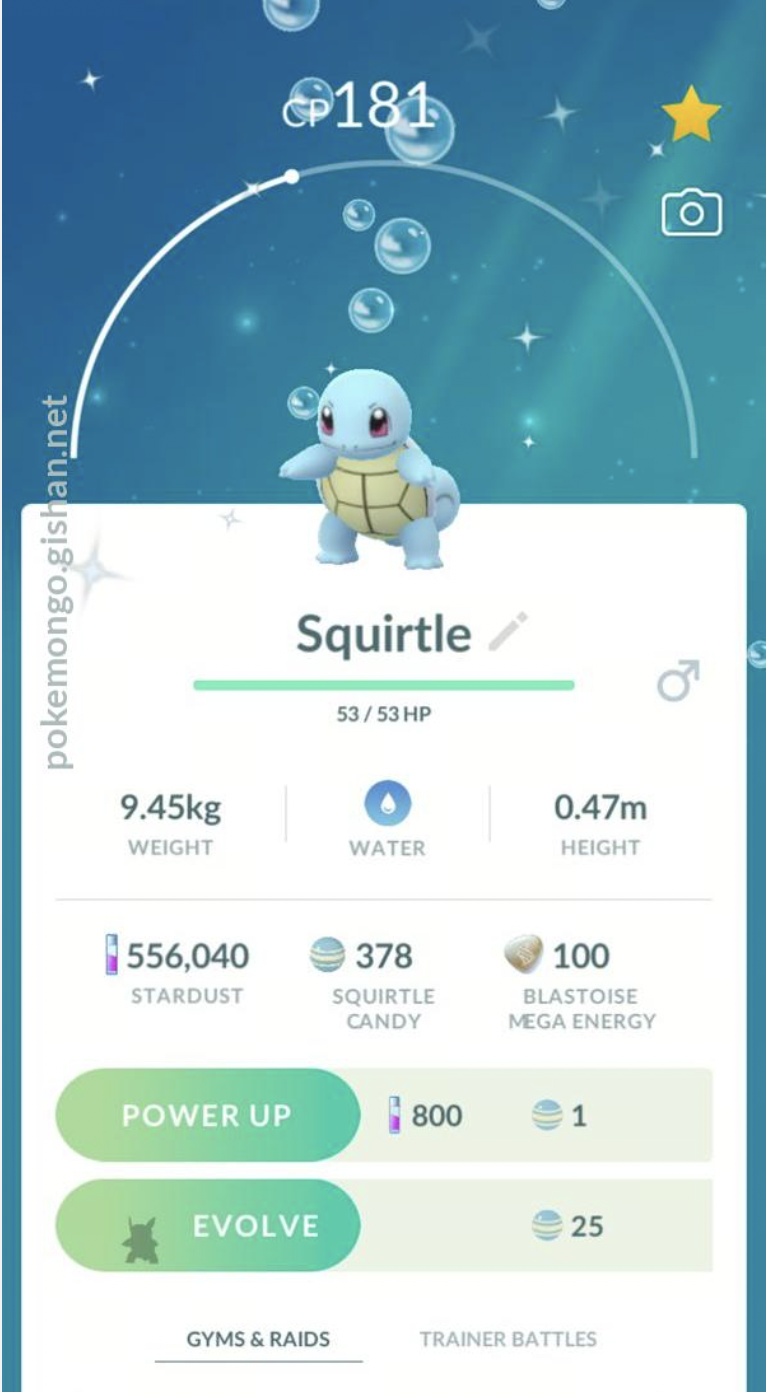 CP181
pokemongo.gishan.net
Squirtle
53 / 53 HP
9.45kg
WEIGHT
WATER
0.47m
HEIGHT
556,040
STARDUST
378
SQUIRTLE
CANDY
100
BLASTOISE
MEGA ENERGY
POWER UP
800
1
EVOLVE
25
GYMS & RAIDS
TRAINER BATTLES